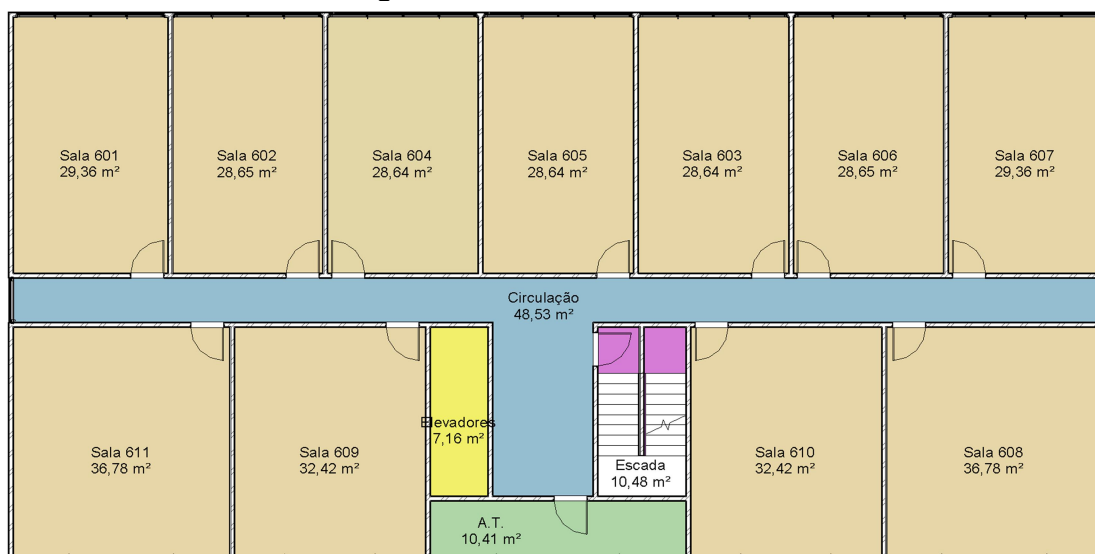 Sala 601
29,36 m²
Sala 602
28,65 m²
Sala 604
28,64 m²
Sala 605
28,64 m²
Sala 603
28,64 m²
Sala 606
28,65 m²
Sala 607
29,36 m²
Circulação
48,53 m²
Sala 611
36,78 m²
Sala 609
32,42 m²
Elevadores
7,16 m²
Escada
10,48 m²
Sala 610
32,42 m²
Sala 608
36,78 m²
A.T.
10,41 m²